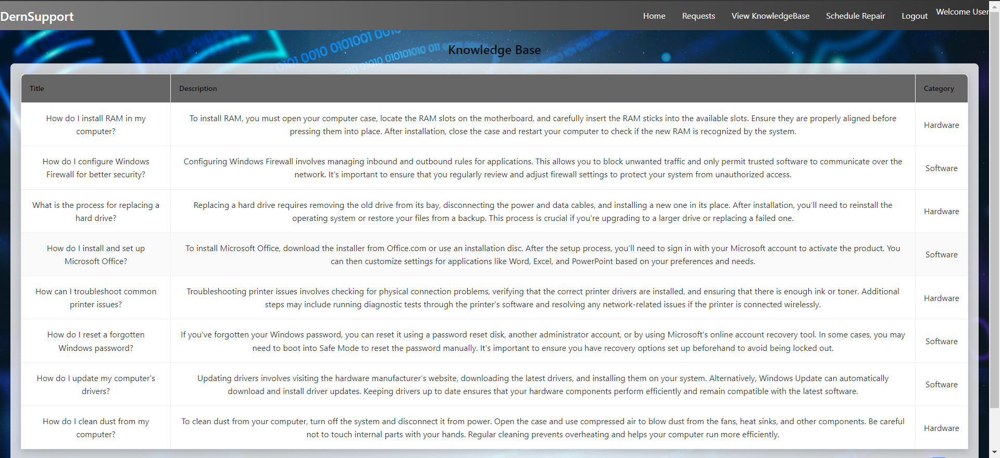 DernSupport
Home Requests View KnowledgeBase Schedule Repair Logout Welcome User
Knowledge Base
Title Description Category
How do I install RAM in my
computer?
To install RAM, you must open your computer case, locate the RAM slots on the motherboard, and carefully insert the RAM sticks into the available slots. Ensure they are properly aligned before
pressing them into place. After installation, close the case and restart your computer to check if the new RAM is recognized by the system.
Hardware
How do I configure Windows
Firewall for better security?
Configuring Windows Firewall involves managing inbound and outbound rules for applications. This allows you to block unwanted traffic and only permit trusted software to communicate over the
network. It's important to ensure that you regularly review and adjust firewall settings to protect your system from unauthorized access.
Software
What is the process for replacing a
hard drive?
Replacing a hard drive requires removing the old drive from its bay, disconnecting the power and data cables, and installing a new one in its place. After installation, you’ll need to reinstall the
operating system or restore your files from a backup. This process is crucial if you're upgrading to a larger drive or replacing a failed one.
Hardware
How do I install and set up
Microsoft Office?
To install Microsoft Office, download the installer from Office.com or use an installation disc. After the setup process, you’ll need to sign in with your Microsoft account to activate the product. You
can then customize settings for applications like Word, Excel, and PowerPoint based on your preferences and needs.
Software
How can I troubleshoot common
printer issues?
Troubleshooting printer issues involves checking for physical connection problems, verifying that the correct printer drivers are installed, and ensuring that there is enough ink or toner. Additional
steps may include running diagnostic tests through the printer's software and resolving any network-related issues if the printer is connected wirelessly.
Hardware
How do I reset a forgotten
Windows password?
If you've forgotten your Windows password, you can reset it using a password reset disk, another administrator account, or by using Microsoft's online account recovery tool. In some cases, you may
need to boot into Safe Mode to reset the password manually. It's important to ensure you have recovery options set up beforehand to avoid being locked out.
Software
How do I update my computer's
drivers?
Updating drivers involves visiting the hardware manufacturer’s website, downloading the latest drivers, and installing them on your system. Alternatively, Windows Update can automatically
download and install driver updates. Keeping drivers up to date ensures that your hardware components perform efficiently and remain compatible with the latest software.
Software
How do I clean dust from my
computer?
To clean dust from your computer, turn off the system and disconnect it from power. Open the case and use compressed air to blow dust from the fans, heat sinks, and other components. Be careful
not to touch internal parts with your hands. Regular cleaning prevents overheating and helps your computer run more efficiently.
Hardware